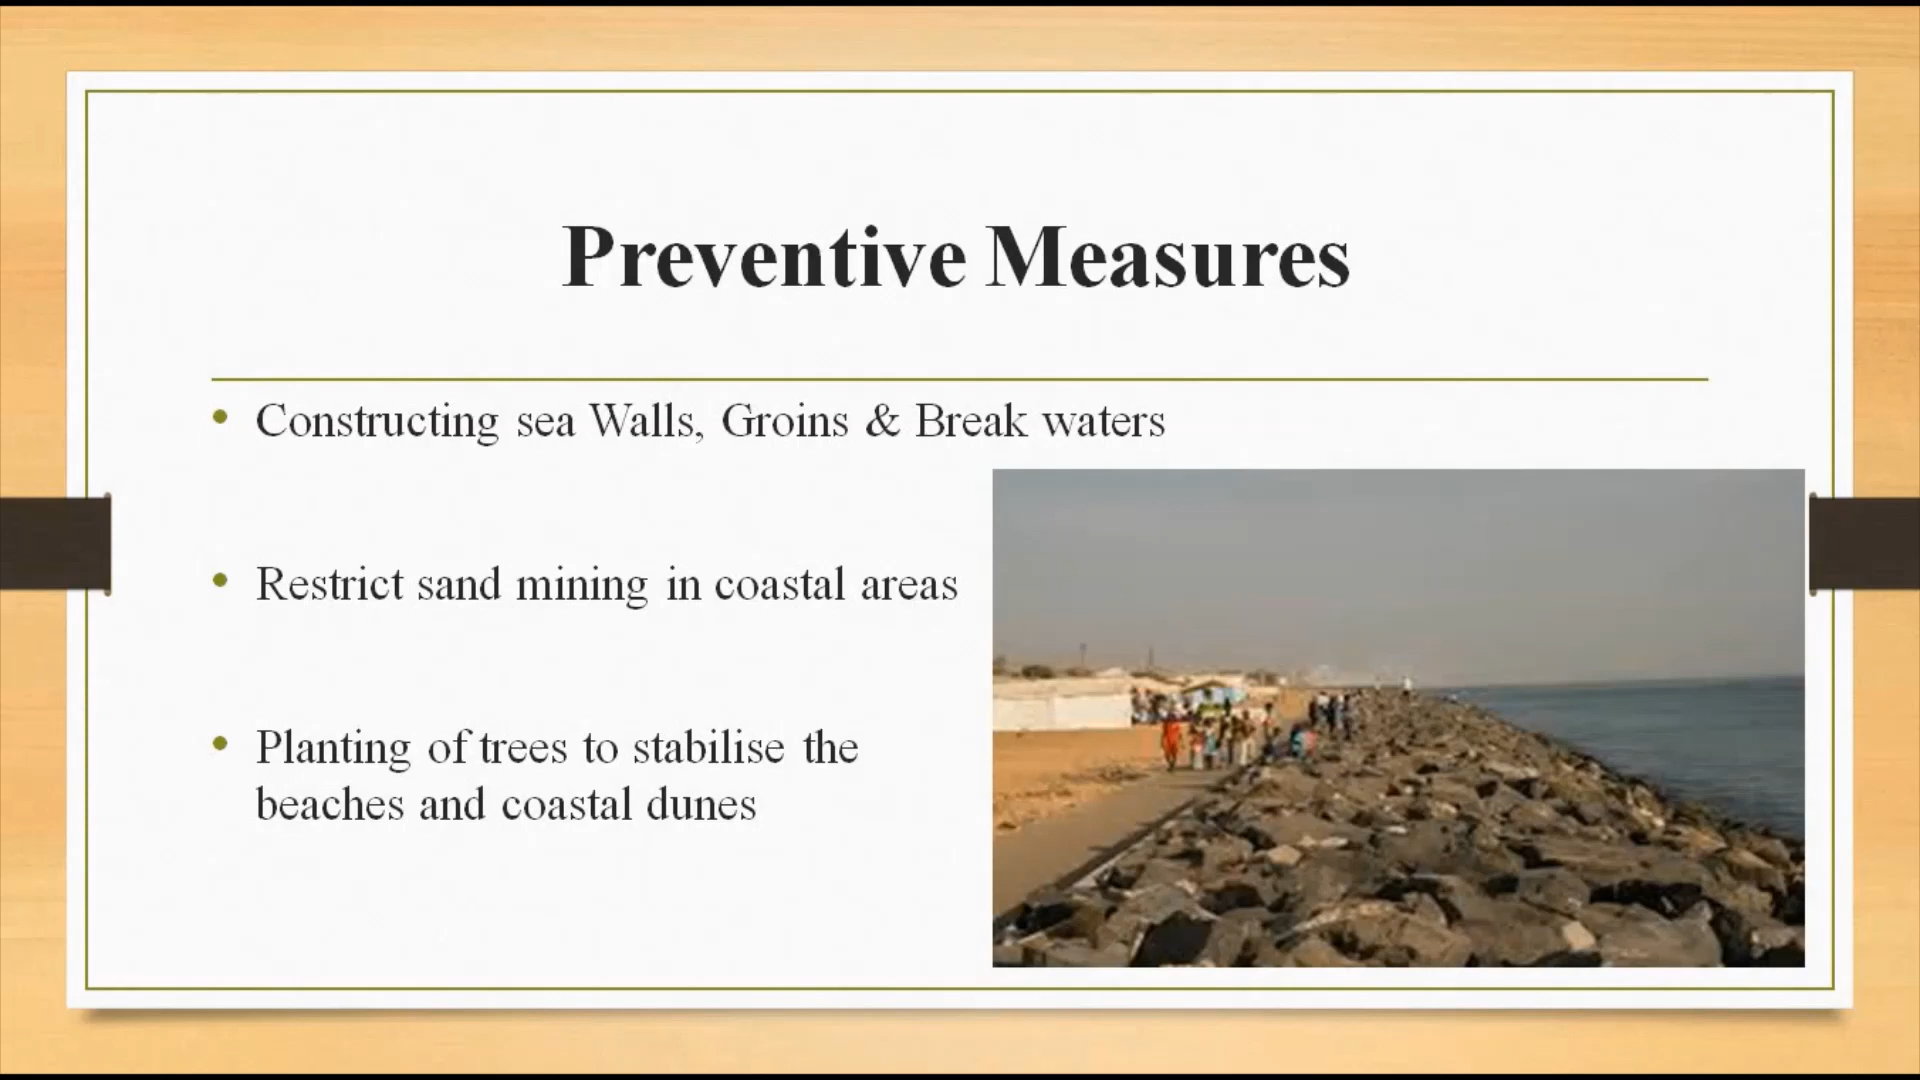 Preventive Measures
• Constructing sea Walls, Groins & Break waters
• Restrict sand mining in coastal areas
• Planting of trees to stabilise the
beaches and coastal dunes